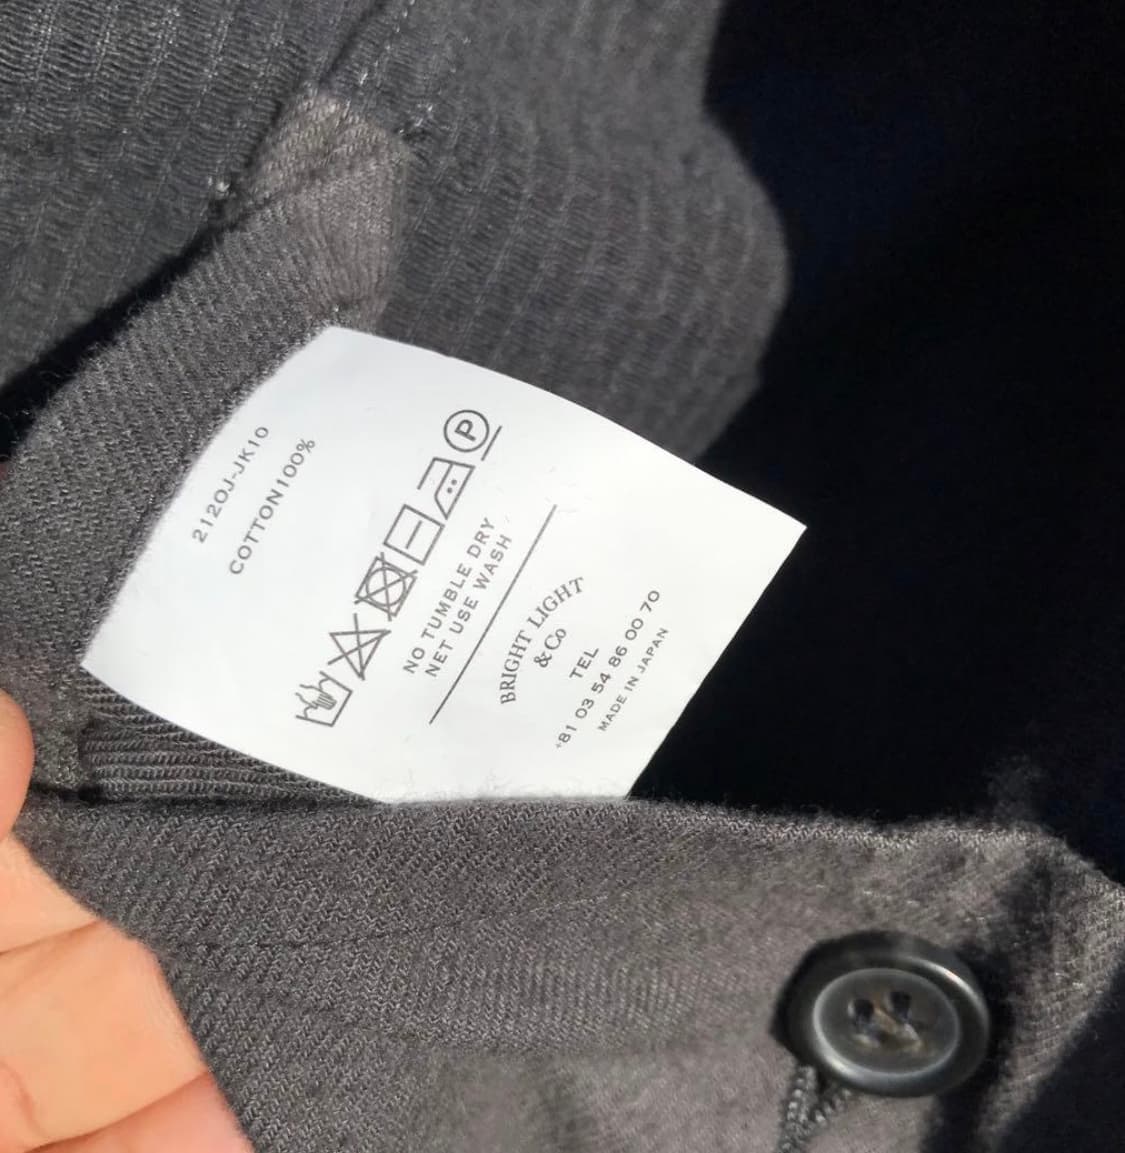 2120J-JK10
COTTON100%
P
NO TUMBLE DRY
NET USE WASH
BRIGHT LIGHT
& Co
TEL
+81 03 54 86 00 70
MADE IN JAPAN